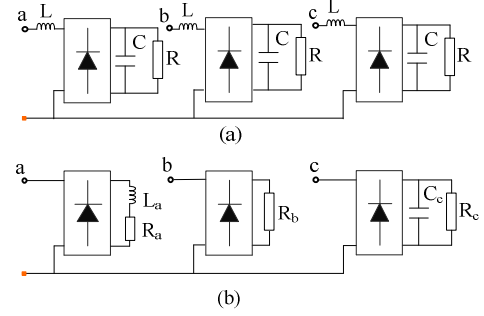 a L C R b L C R c L C R
(a)
a La Ra b Rb c Cc Rc
(b)